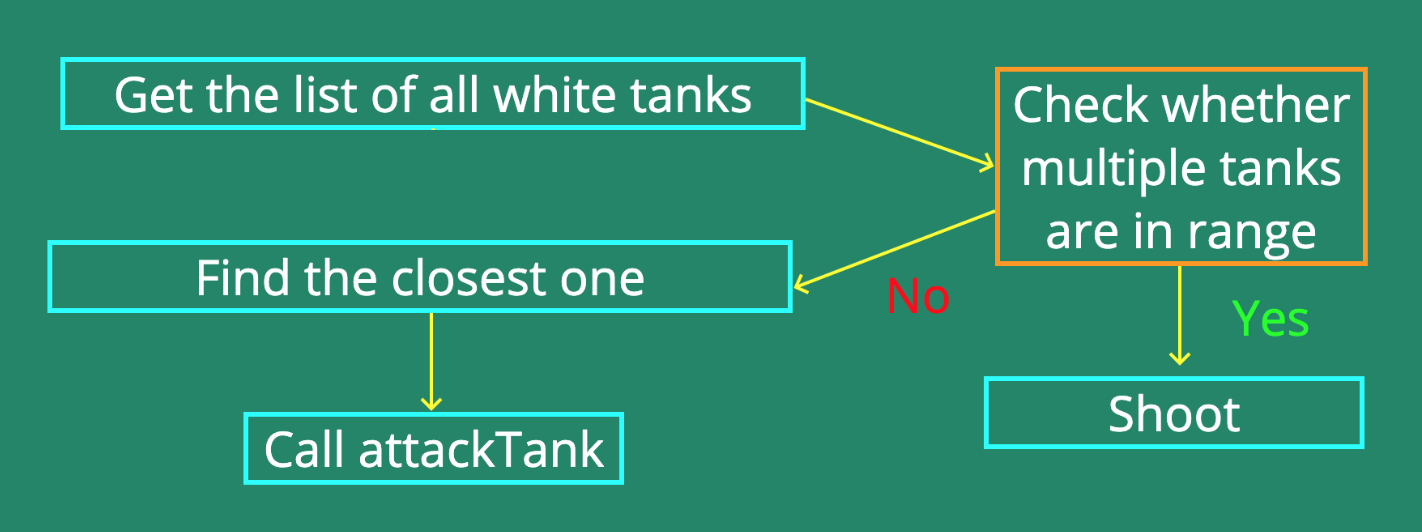 Get the list of all white tanks
Check whether
multiple tanks
are in range
Find the closest one
No
Yes
Call attackTank
Shoot